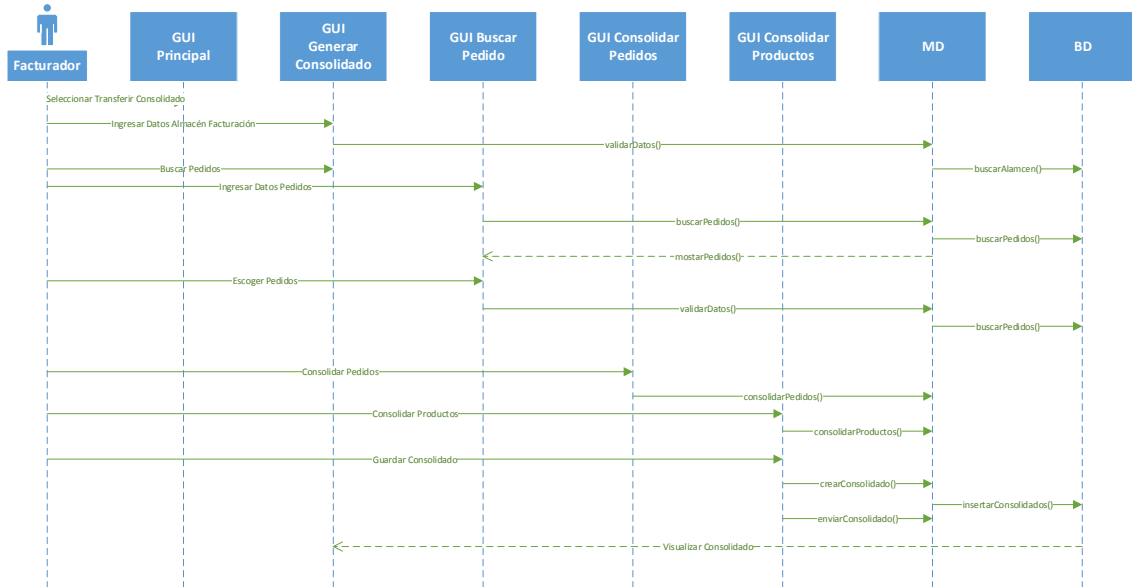 Facturador
GUI
Principal
GUI
Generar
Consolidado
GUI Buscar
Pedido
GUI Consolidar
Pedidos
GUI Consolidar
Productos
MD
BD
Seleccionar Transferir Consolidado
Ingresar Datos Almacén Facturación
validarDatos()
Buscar Pedidos
buscarAlamcen()
Ingresar Datos Pedidos
buscarPedidos()
buscarPedidos()
mostarPedidos()
Escoger Pedidos
validarDatos()
buscarPedidos()
Consolidar Pedidos
consolidarPedidos()
Consolidar Productos
consolidarProductos()
Guardar Consolidado
crearConsolidado()
insertarConsolidados()
enviarConsolidado()
Visualizar Consolidado